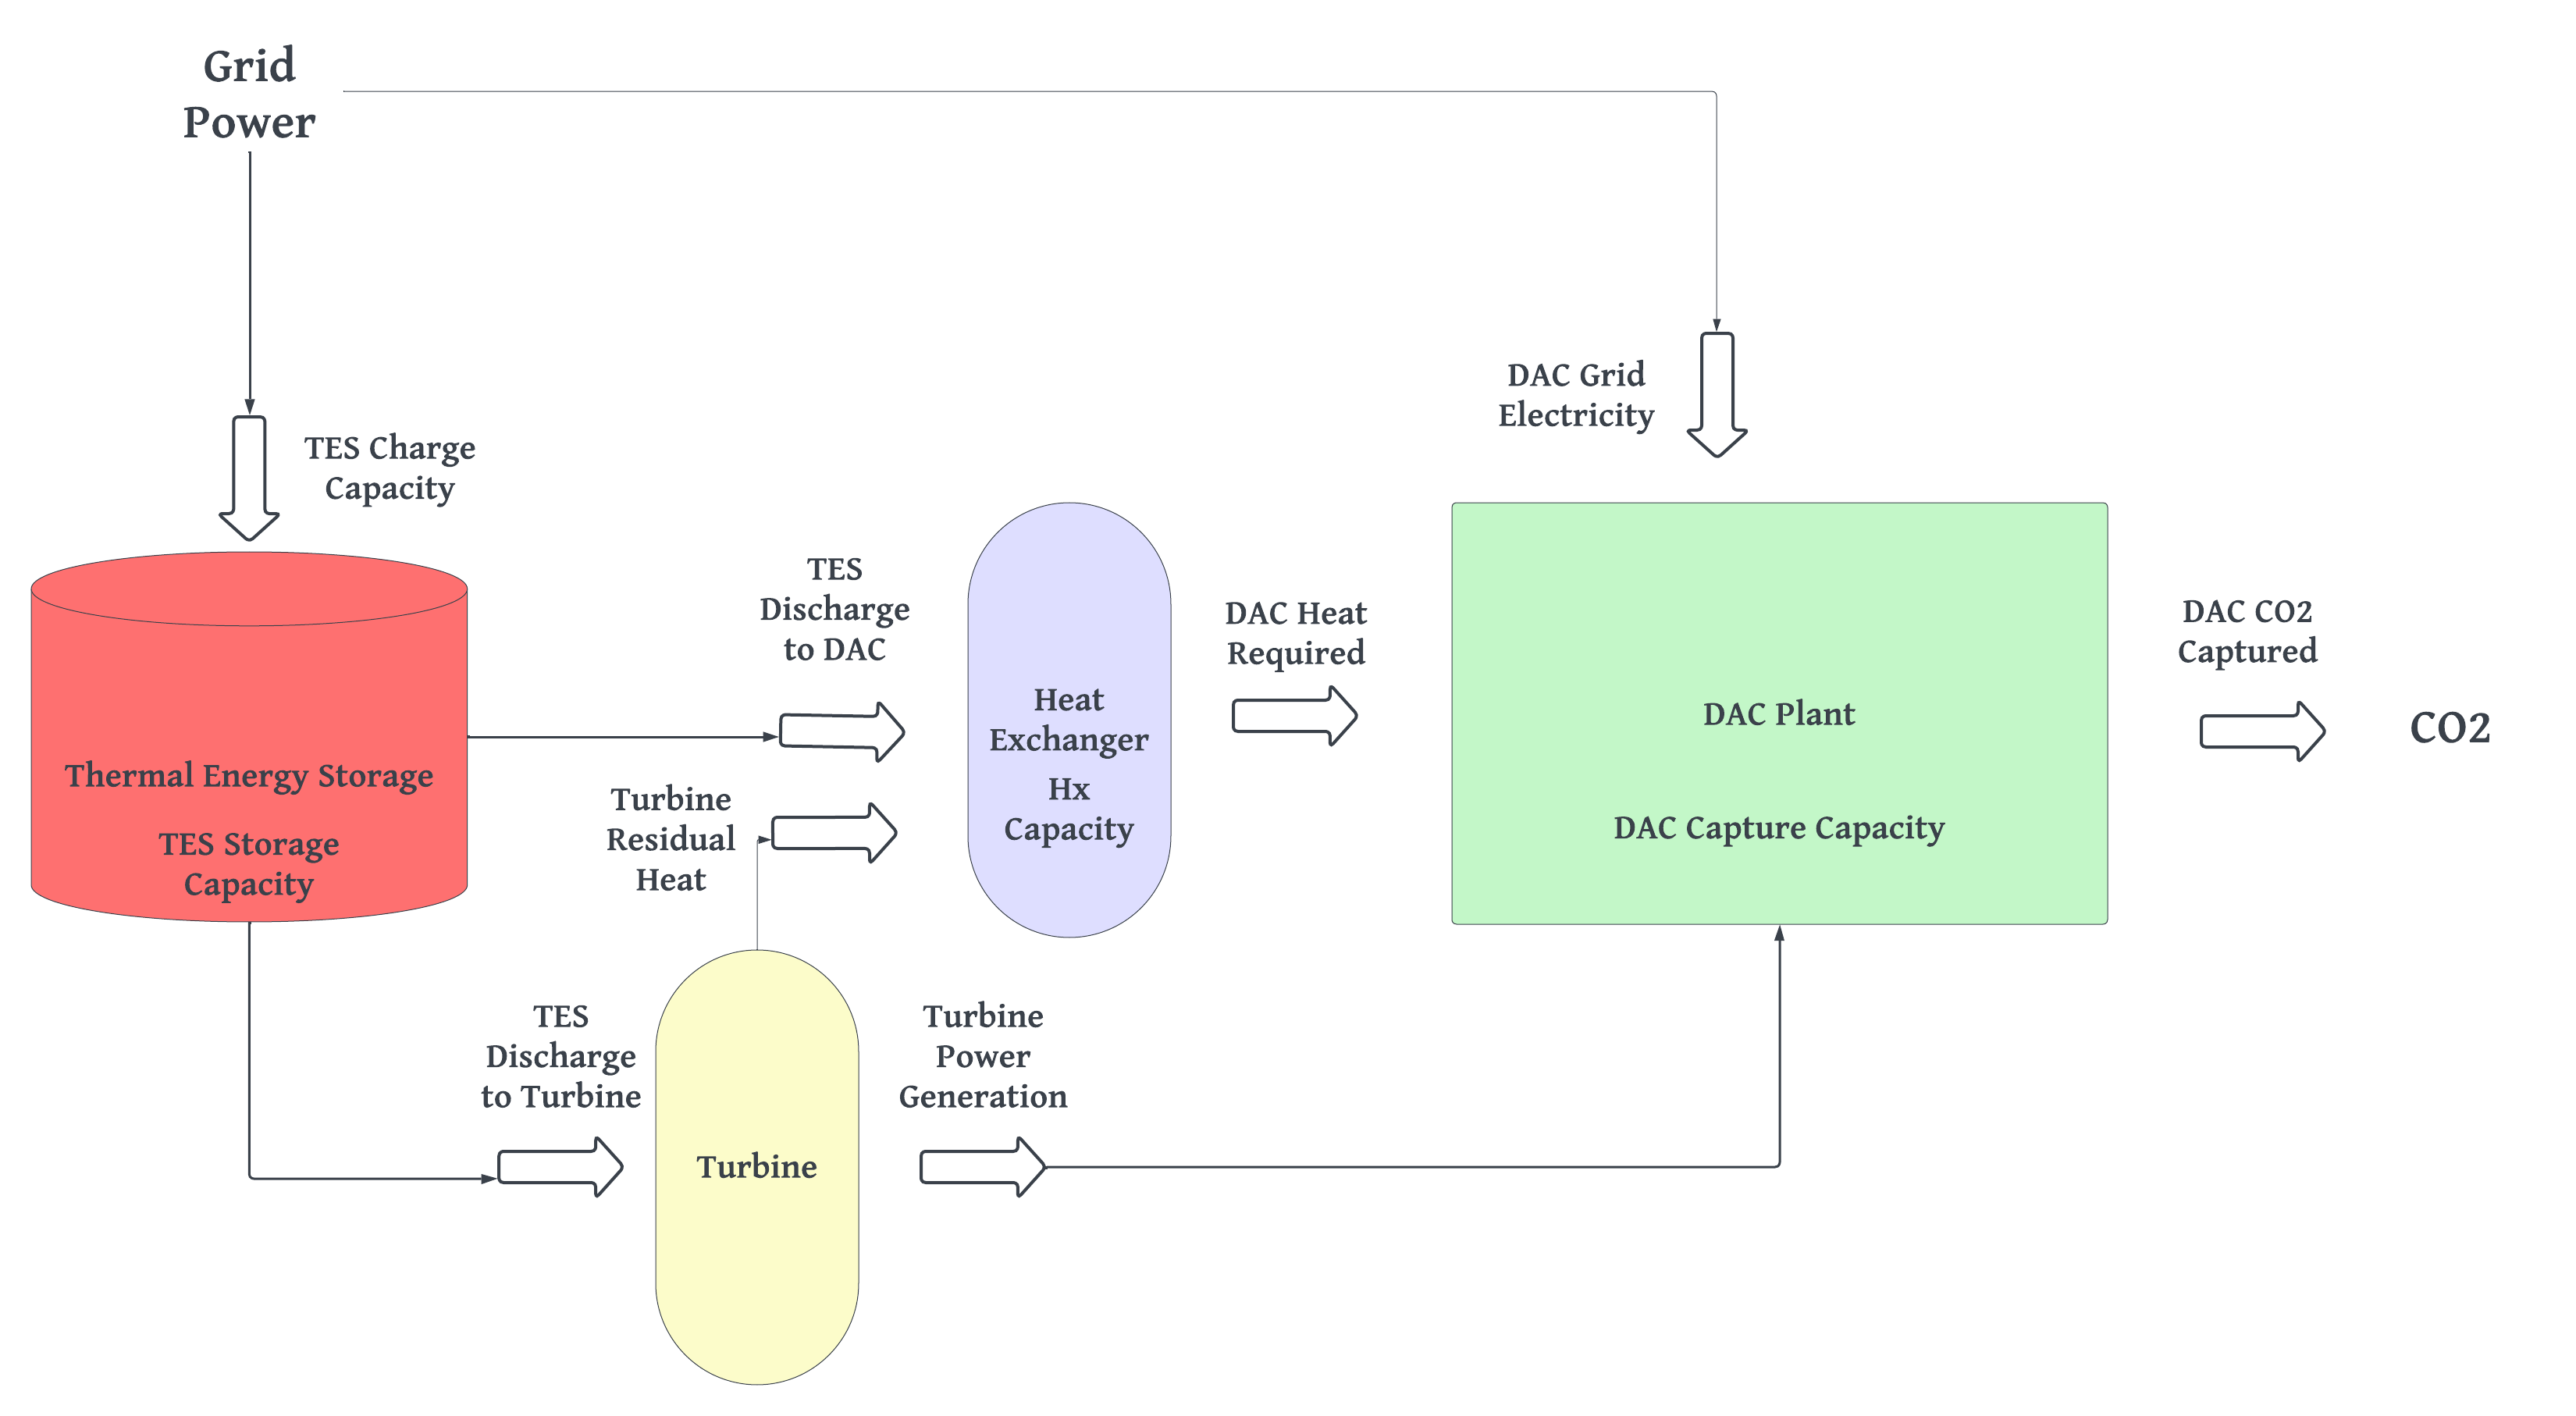 Grid
Power
DAC Grid
Electricity
TES Charge
Capacity
TES
Discharge
to DAC
DAC Heat
Required
DAC CO2
Captured
Heat
Exchanger
Hx
Capacity
DAC Plant
DAC Capture Capacity
CO2
Thermal Energy Storage
TES Storage
Capacity
Turbine
Residual
Heat
TES
Discharge
to Turbine
Turbine
Power
Generation
Turbine